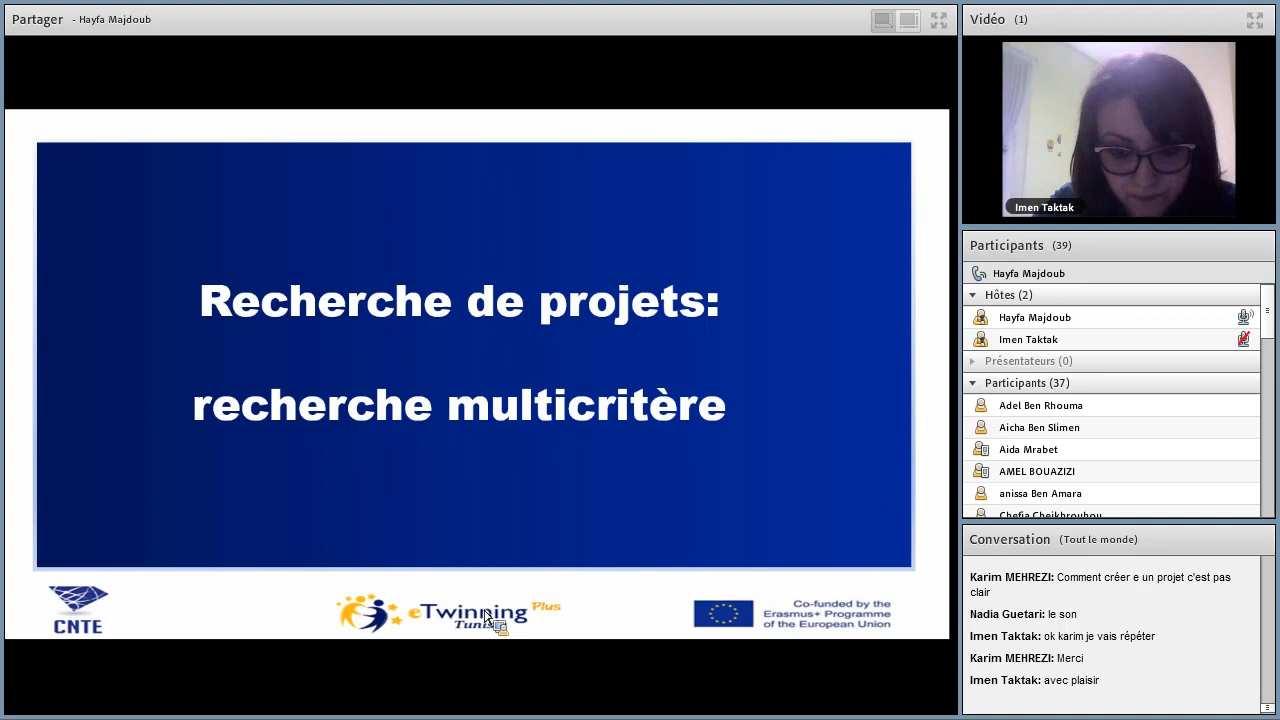 Partager - Hayfa Majdoub
Recherche de projets:
recherche multicritère
CNTE
eTwinning Plus
Co-funded by the
Erasmus+ Programme
of the European Union
Vidéo (1)
Imen Taktak
Participants (39)
Hayfa Majdoub
Hôtes (2)
Hayfa Majdoub
Imen Taktak
Présentateurs (0)
Participants (37)
Adel Ben Rhouma
Aicha Ben Slimen
Aida Mrabet
AMEL BOUAZIZI
anissa Ben Amara
Chefia Cheikhrouhou
Conversation (Tout le monde)
Karim MEHREZI: Comment créer e un projet c'est pas
clair
Nadia Guetari: le son
Imen Taktak: ok karim je vais répéter
Karim MEHREZI: Merci
Imen Taktak: avec plaisir